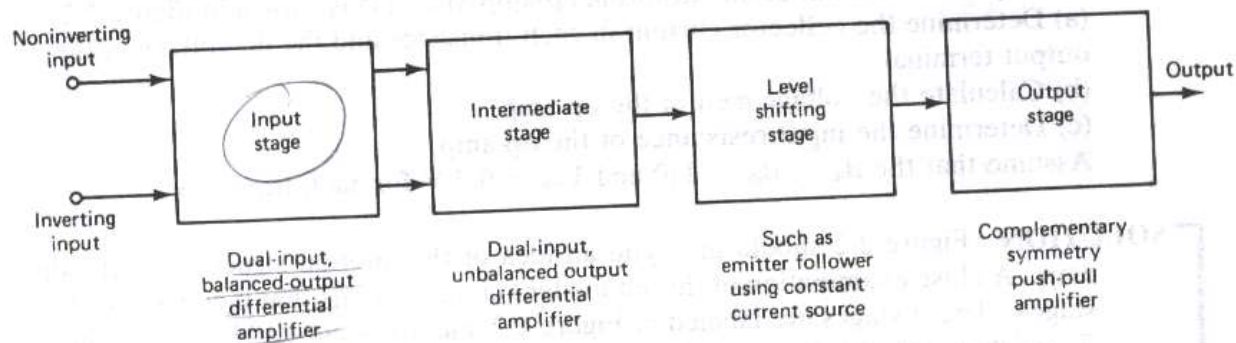 Noninverting
input
Inverting
input
Input
stage
Intermediate
stage
Level
shifting
stage
Output
stage
Output
Dual-input,
balanced-output
differential
amplifier
Dual-input,
unbalanced output
differential
amplifier
Such as
emitter follower
using constant
current source
Complementary
symmetry
push-pull
amplifier